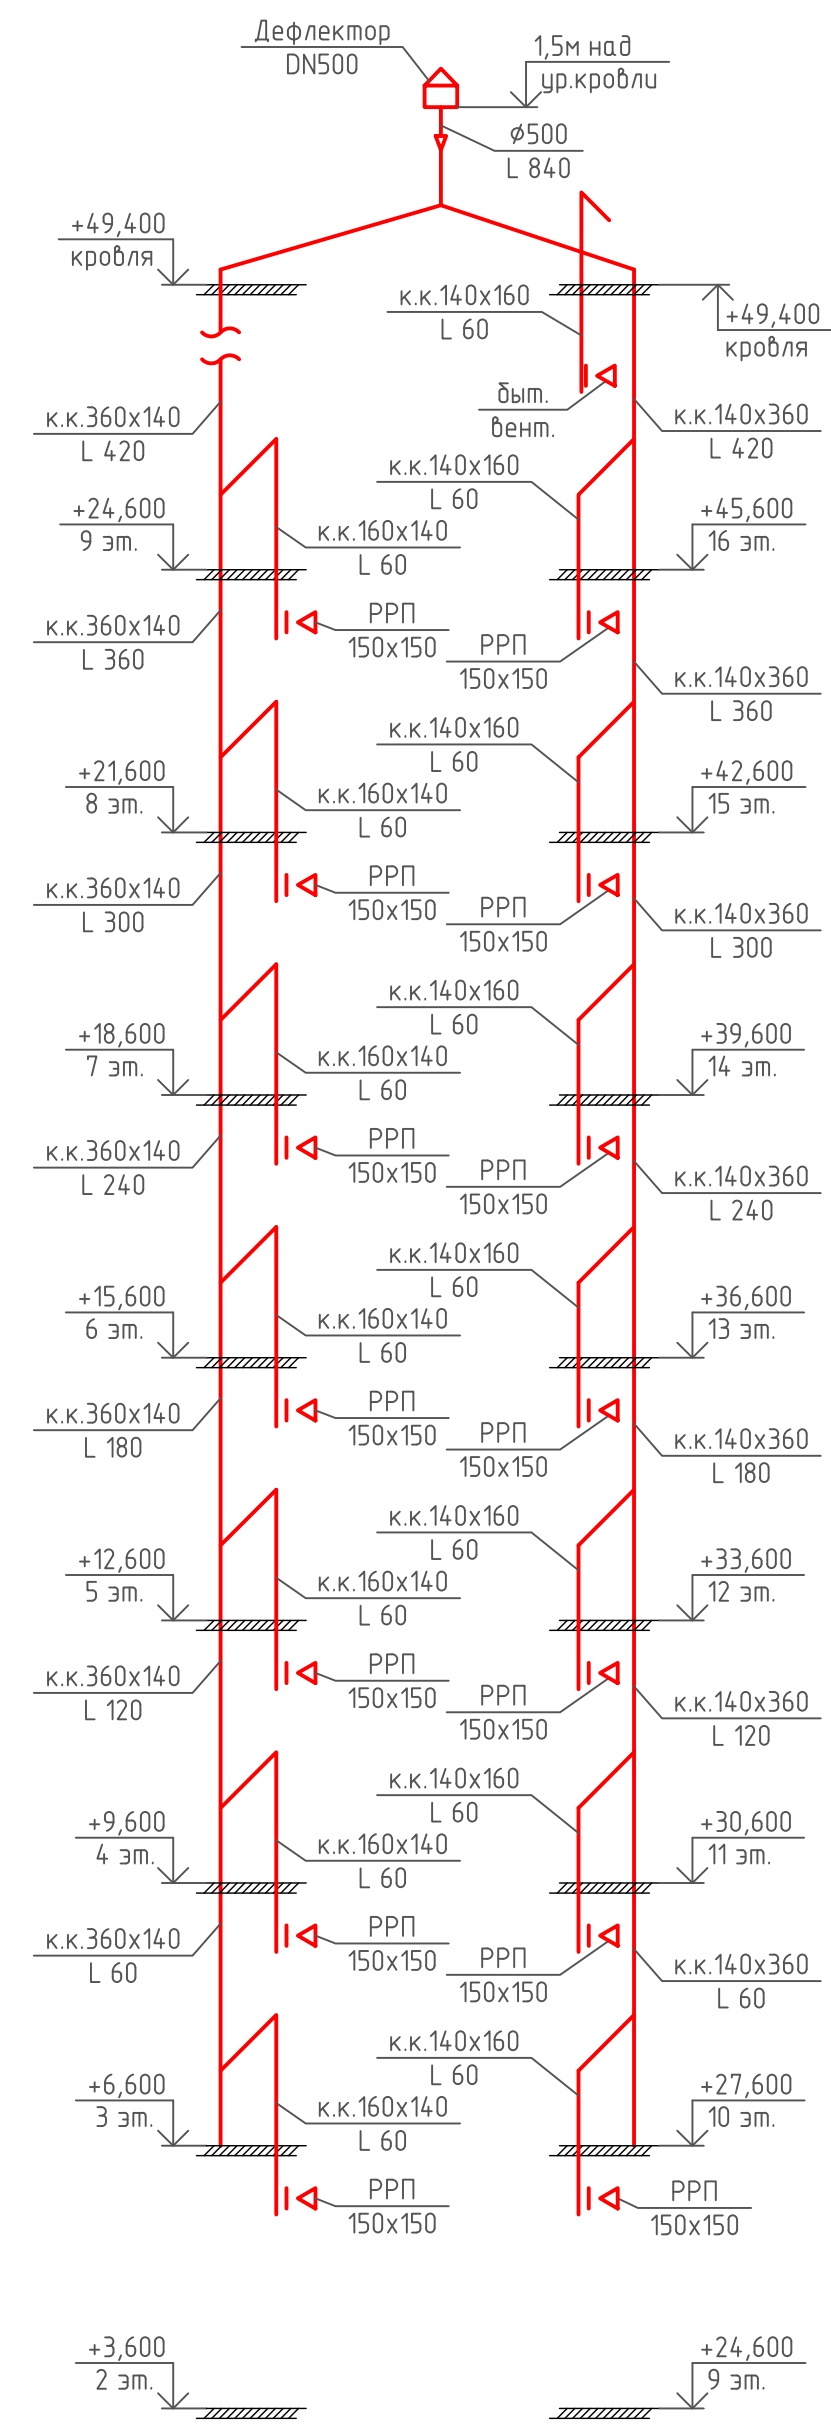 Дефлектор
DN500
1,5м над
ур.кровли
⌀500
L 840
+49,400
кровля
к.к.140х160
L 60
+49,400
кровля
быт.
вент.
к.к.360х140
L 420
к.к.140х360
L 420
к.к.140х160
L 60
+24,600
9 эт.
к.к.160х140
L 60
+45,600
16 эт.
к.к.360х140
L 360
РРП
150х150
РРП
150х150
к.к.140х360
L 360
к.к.140х160
L 60
+21,600
8 эт.
к.к.160х140
L 60
+42,600
15 эт.
к.к.360х140
L 300
РРП
150х150
РРП
150х150
к.к.140х360
L 300
к.к.140х160
L 60
+18,600
7 эт.
к.к.160х140
L 60
+39,600
14 эт.
к.к.360х140
L 240
РРП
150х150
РРП
150х150
к.к.140х360
L 240
к.к.140х160
L 60
+15,600
6 эт.
к.к.160х140
L 60
+36,600
13 эт.
к.к.360х140
L 180
РРП
150х150
РРП
150х150
к.к.140х360
L 180
к.к.140х160
L 60
+12,600
5 эт.
к.к.160х140
L 60
+33,600
12 эт.
к.к.360х140
L 120
РРП
150х150
РРП
150х150
к.к.140х360
L 120
к.к.140х160
L 60
+9,600
4 эт.
к.к.160х140
L 60
+30,600
11 эт.
к.к.360х140
L 60
РРП
150х150
РРП
150х150
к.к.140х360
L 60
к.к.140х160
L 60
+6,600
3 эт.
к.к.160х140
L 60
+27,600
10 эт.
РРП
150х150
РРП
150х150
+3,600
2 эт.
+24,600
9 эт.